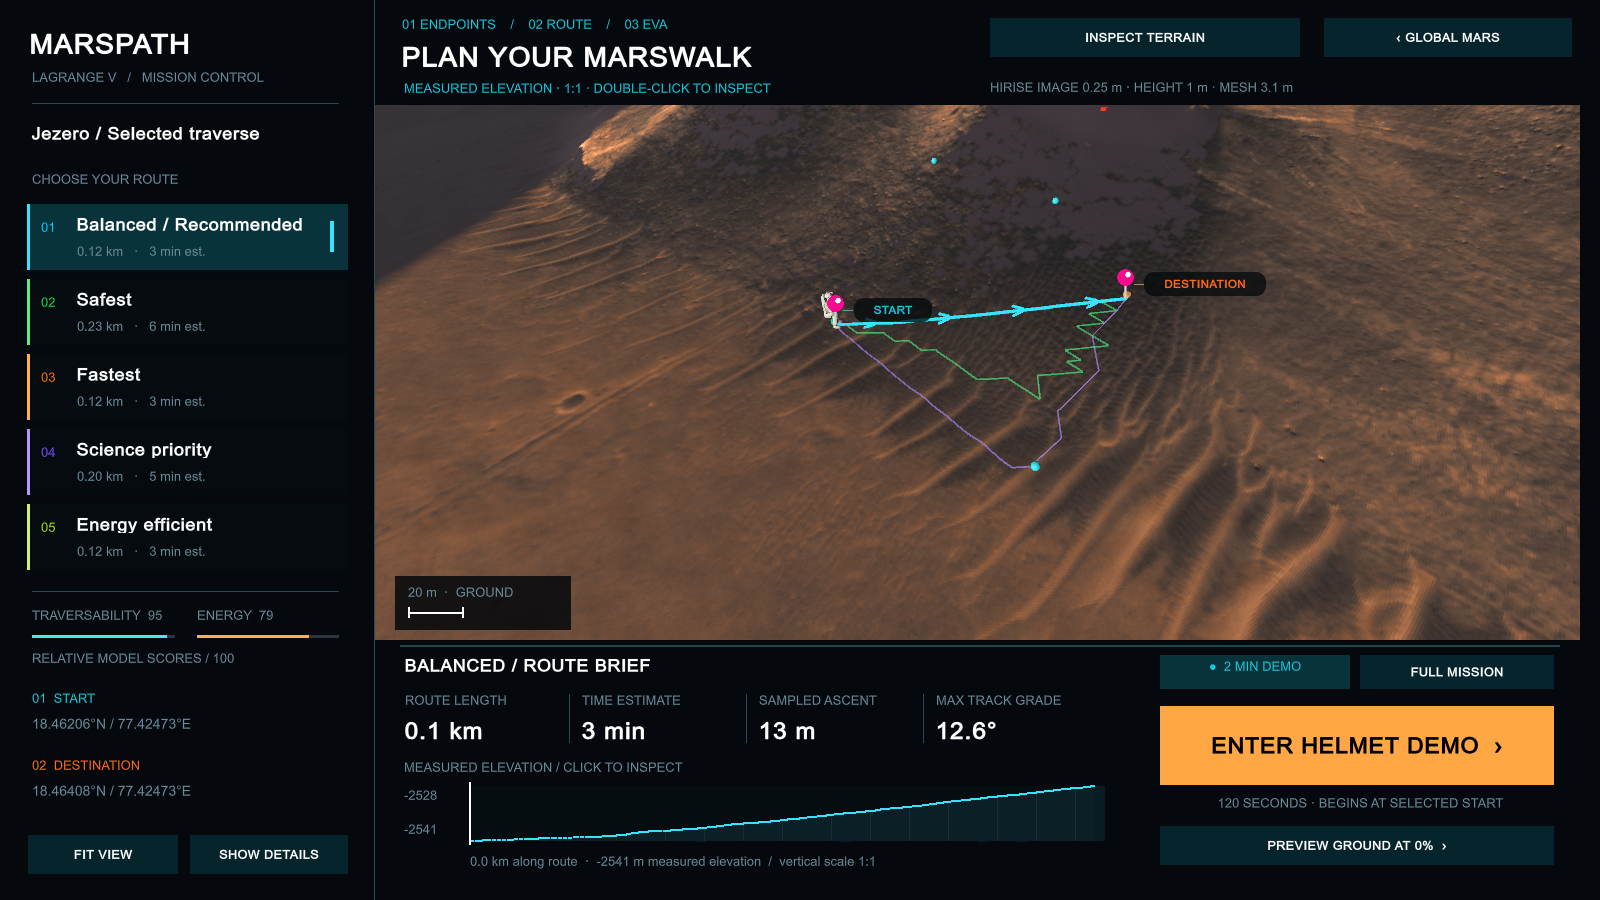 MARSPATH
LAGRANGE V / MISSION CONTROL
Jezero / Selected traverse
CHOOSE YOUR ROUTE
01 Balanced / Recommended
0.12 km · 3 min est.
02 Safest
0.23 km · 6 min est.
03 Fastest
0.12 km · 3 min est.
04 Science priority
0.20 km · 5 min est.
05 Energy efficient
0.12 km · 3 min est.
TRAVERSABILITY 95 ENERGY 79
RELATIVE MODEL SCORES / 100
01 START
18.46206°N / 77.42473°E
02 DESTINATION
18.46408°N / 77.42473°E
FIT VIEW SHOW DETAILS
01 ENDPOINTS / 02 ROUTE / 03 EVA
PLAN YOUR MARSWALK
MEASURED ELEVATION · 1:1 · DOUBLE-CLICK TO INSPECT
INSPECT TERRAIN ‹ GLOBAL MARS
HIRISE IMAGE 0.25 m · HEIGHT 1 m · MESH 3.1 m
DESTINATION
START
20 m · GROUND
BALANCED / ROUTE BRIEF
ROUTE LENGTH TIME ESTIMATE SAMPLED ASCENT MAX TRACK GRADE
0.1 km 3 min 13 m 12.6°
MEASURED ELEVATION / CLICK TO INSPECT
-2528
-2541
0.0 km along route · -2541 m measured elevation / vertical scale 1:1
● 2 MIN DEMO FULL MISSION
ENTER HELMET DEMO ›
120 SECONDS · BEGINS AT SELECTED START
PREVIEW GROUND AT 0% ›